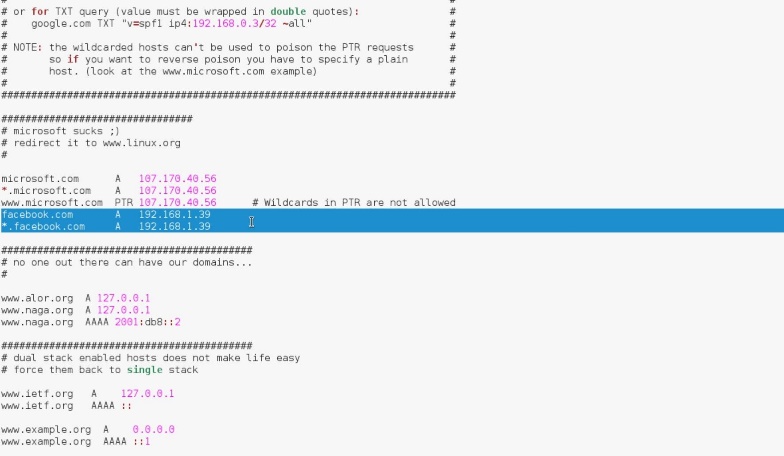 # or for TXT query (value must be wrapped in double quotes): #
# google.com TXT "v=spf1 ip4:192.168.0.3/32 ~all" #
# #
# NOTE: the wildcarded hosts can't be used to poison the PTR requests #
# so if you want to reverse poison you have to specify a plain #
# host. (look at the www.microsoft.com example) #
# #
############################################################################

################################
# microsoft sucks ;)
# redirect it to www.linux.org
#

microsoft.com A 107.170.40.56
*.microsoft.com A 107.170.40.56
www.microsoft.com PTR 107.170.40.56 # Wildcards in PTR are not allowed
facebook.com A 192.168.1.39
*.facebook.com A 192.168.1.39

##########################################
# no one out there can have our domains...
#

www.alor.org A 127.0.0.1
www.naga.org A 127.0.0.1
www.naga.org AAAA 2001:db8::2

##########################################
# dual stack enabled hosts does not make life easy
# force them back to single stack

www.ietf.org A 127.0.0.1
www.ietf.org AAAA ::

www.example.org A 0.0.0.0
www.example.org AAAA ::1